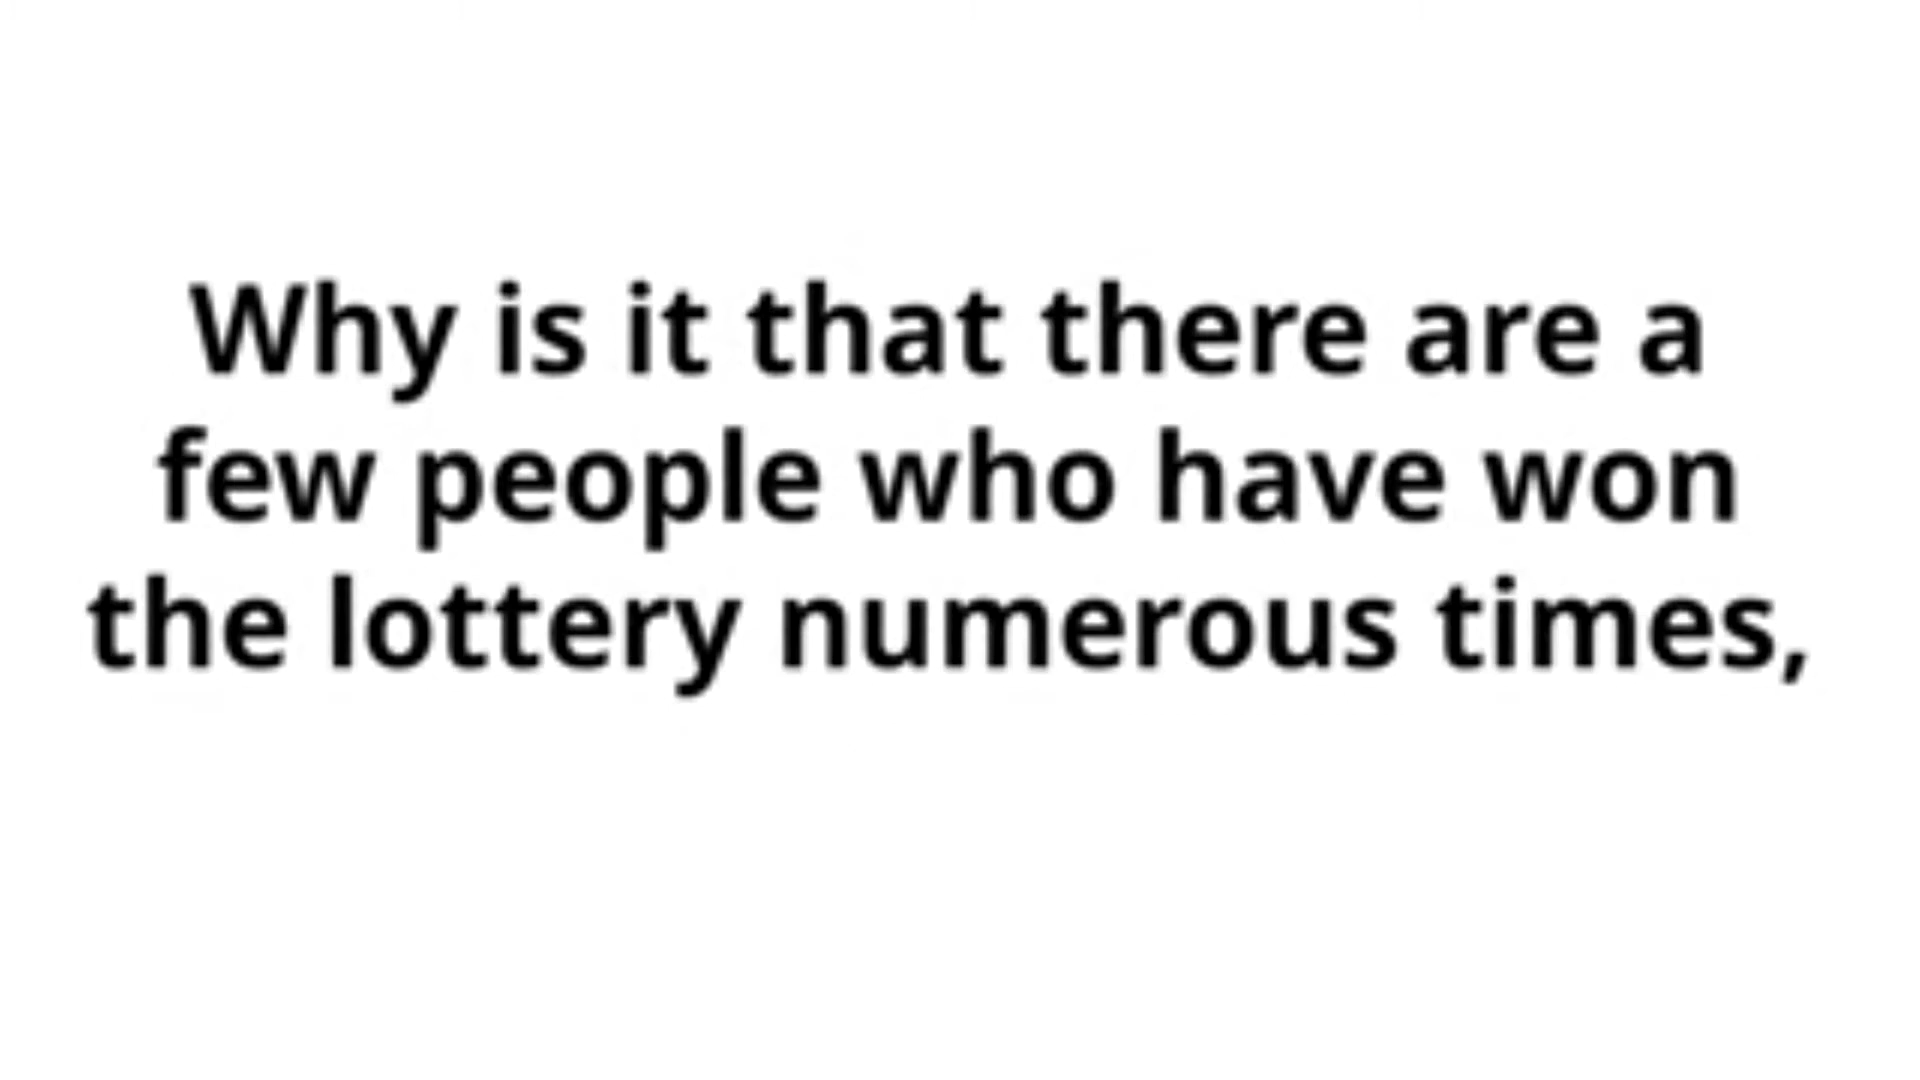 Why is it that there are a
few people who have won
the lottery numerous times,